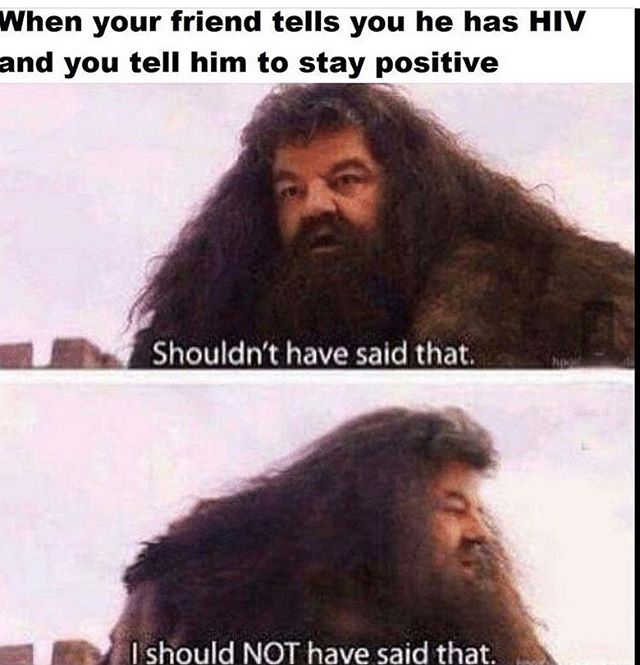 When your friend tells you he has HIV
and you tell him to stay positive
Shouldn't have said that.
I should NOT have said that.